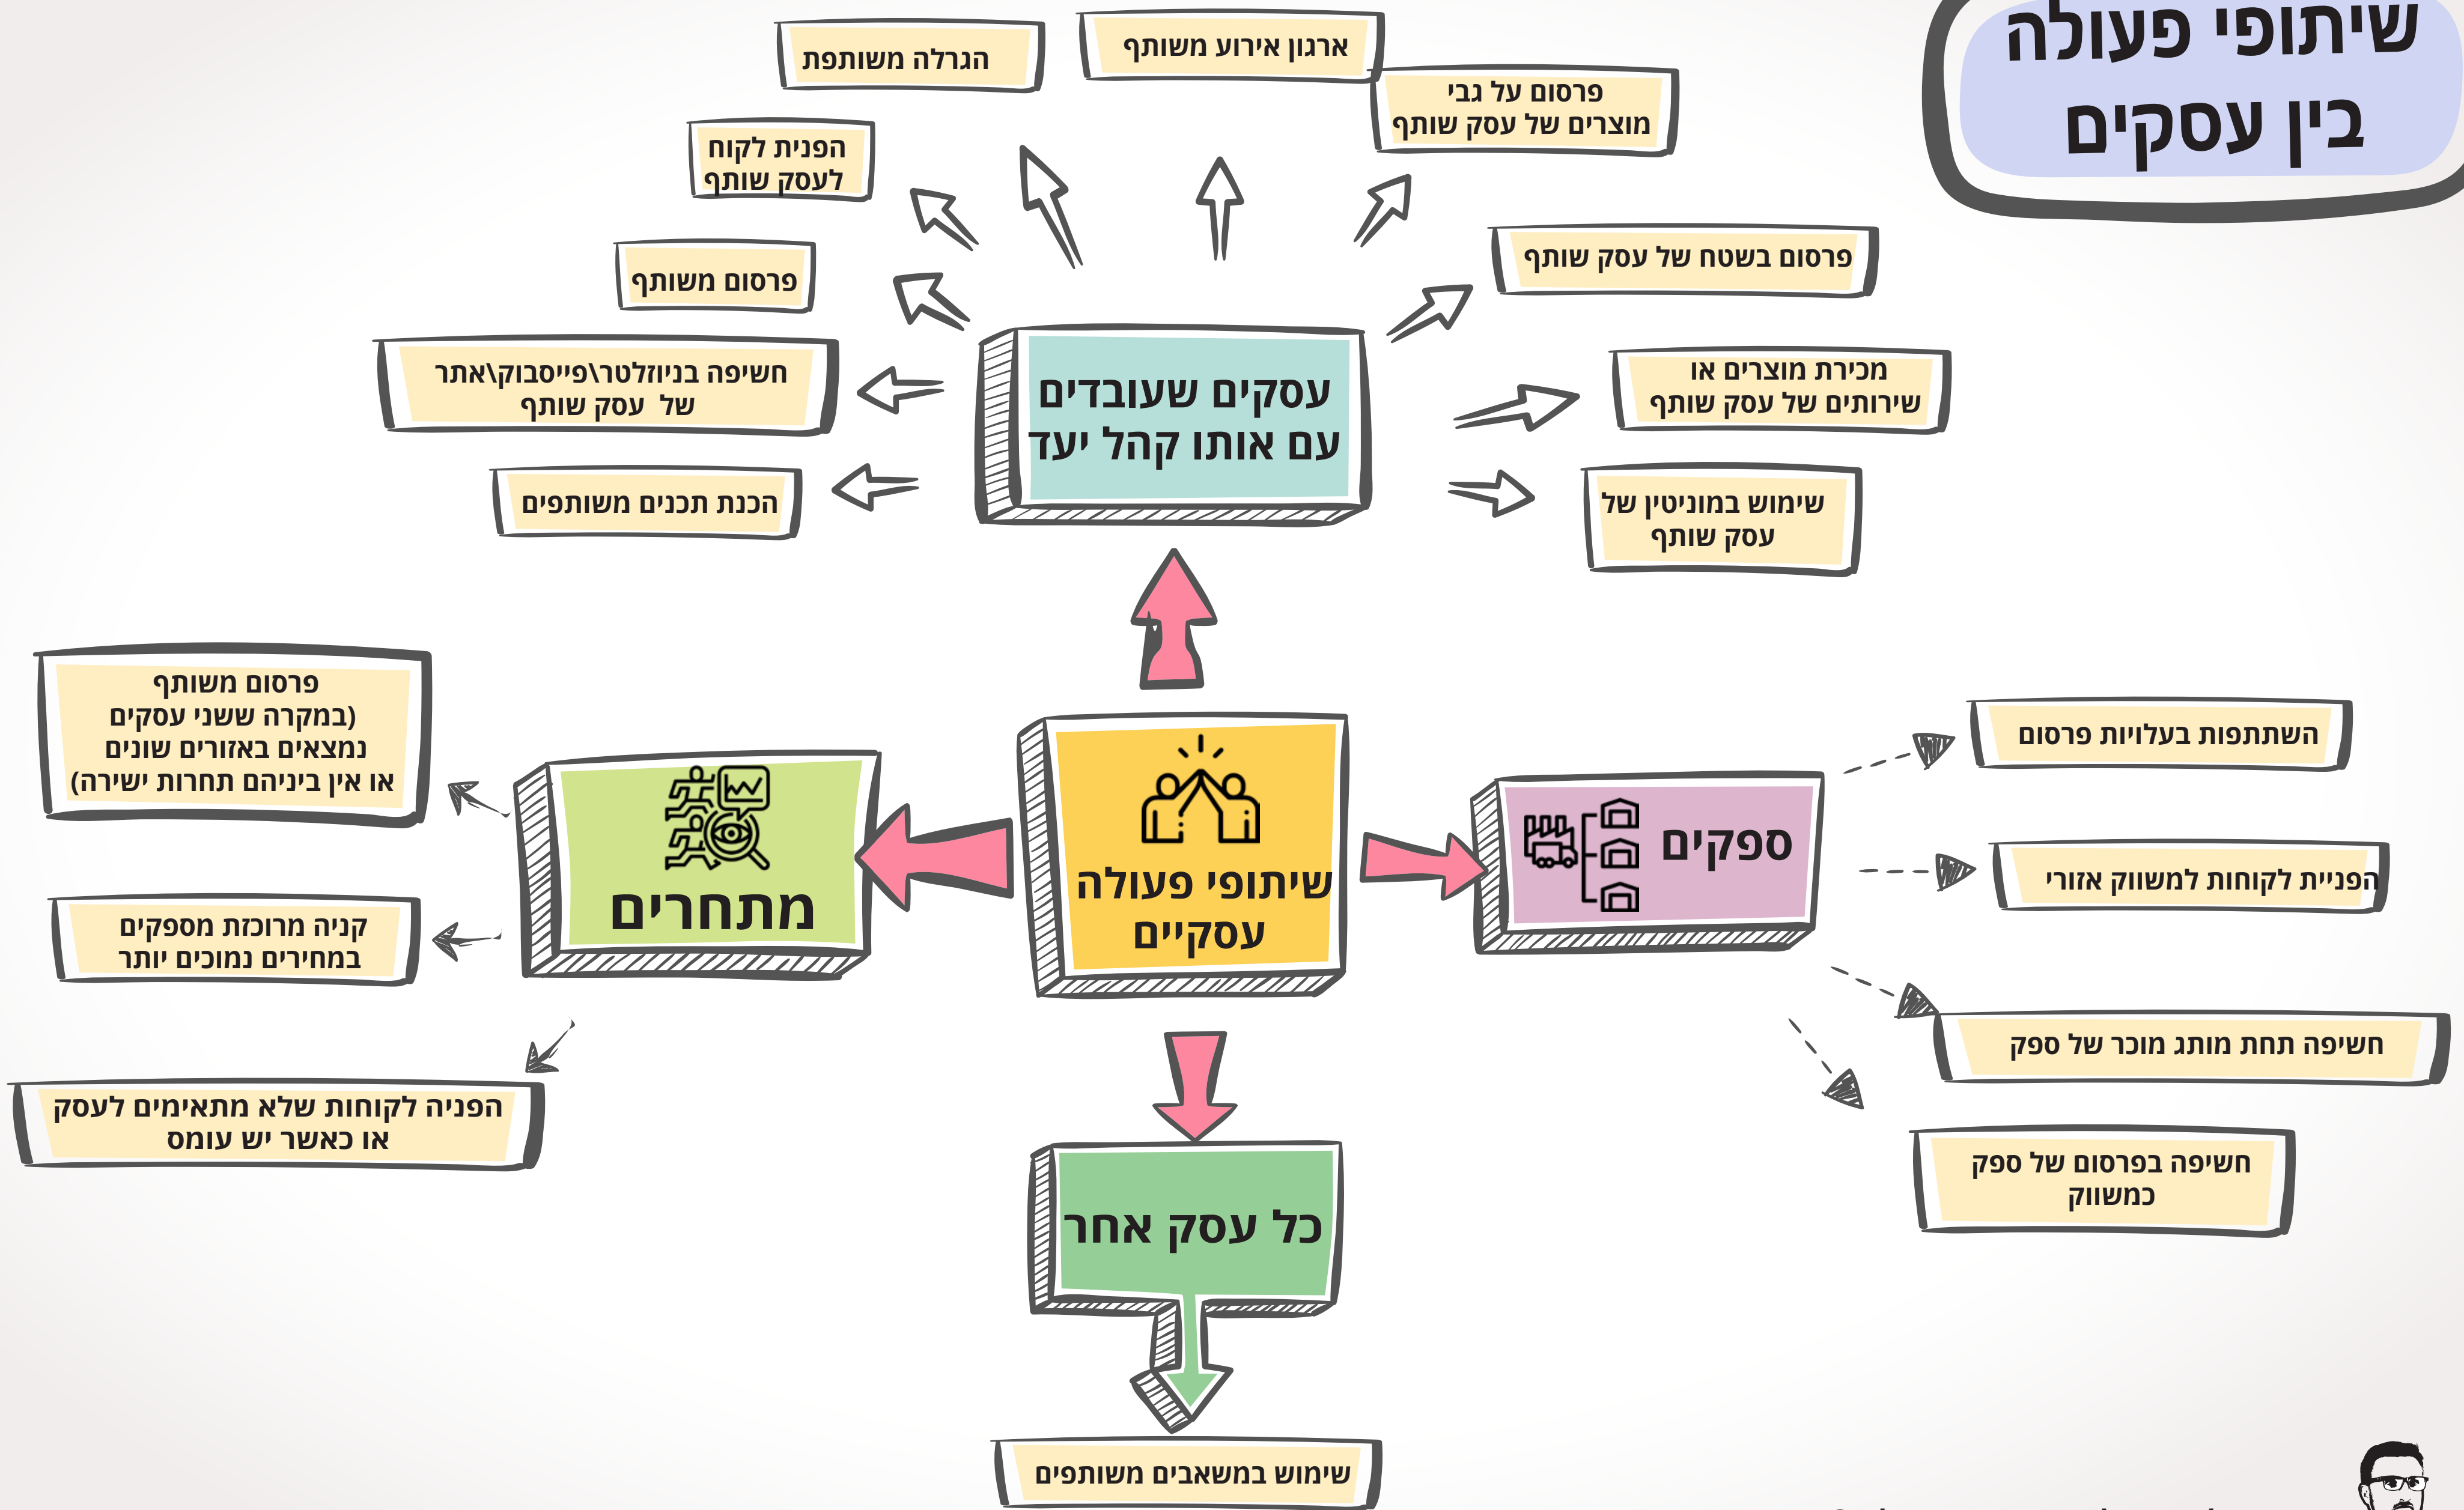 שיתופי פעולה
בין עסקים
ארגון אירוע משותף
הגרלה משותפת
פרסום על גבי
מוצרים של עסק שותף
הפנית לקוח
לעסק שותף
פרסום בשטח של עסק שותף
פרסום משותף
מכירת מוצרים או
שירותים של עסק שותף
חשיפה בניוזלטר\פייסבוק\אתר
של עסק שותף
עסקים שעובדים
עם אותו קהל יעד
שימוש במוניטין של
עסק שותף
הכנת תכנים משותפים
השתתפות בעלויות פרסום
הפניית לקוחות למשווק אזורי
חשיפה תחת מותג מוכר של ספק
חשיפה בפרסום של ספק
כמשווק
ספקים
שיתופי פעולה
עסקיים
מתחרים
פרסום משותף
(במקרה ששני עסקים
נמצאים באזורים שונים
או אין ביניהם תחרות ישירה)
קניה מרוכזת מספקים
במחירים נמוכים יותר
הפניה לקוחות שלא מתאימים לעסק
או כאשר יש עומס
כל עסק אחר
שימוש במשאבים משותפים